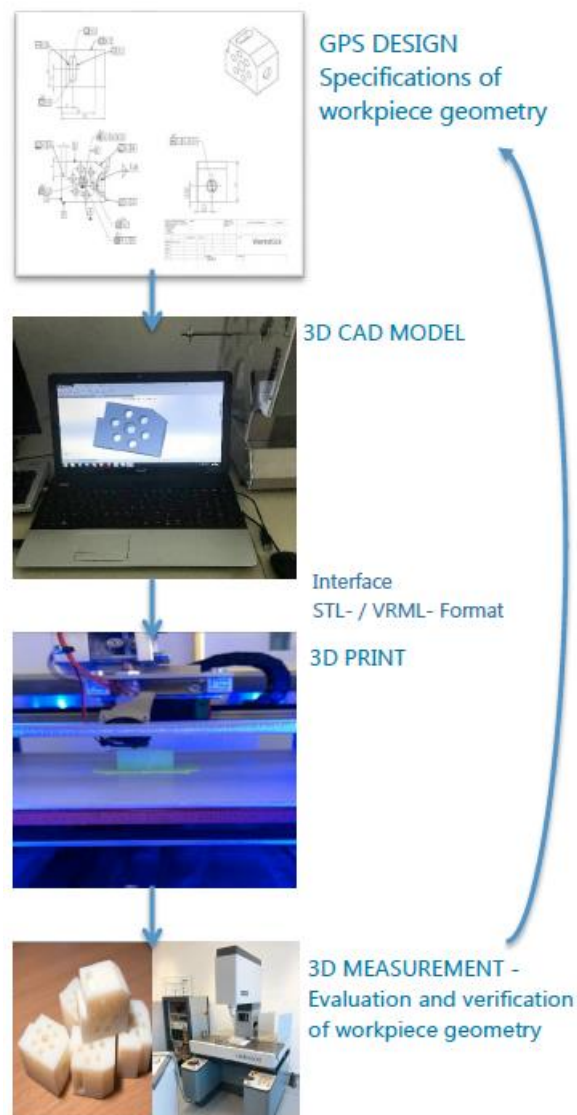 GPS DESIGN
Specifications of
workpiece geometry
3D CAD MODEL
Interface
STL- / VRML- Format
3D PRINT
3D MEASUREMENT -
Evaluation and verification
of workpiece geometry